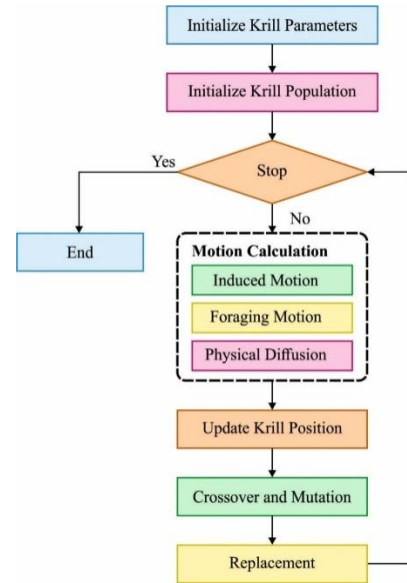 Initialize Krill Parameters
Initialize Krill Population
Stop
Yes
No
End
Motion Calculation
Induced Motion
Foraging Motion
Physical Diffusion
Update Krill Position
Crossover and Mutation
Replacement